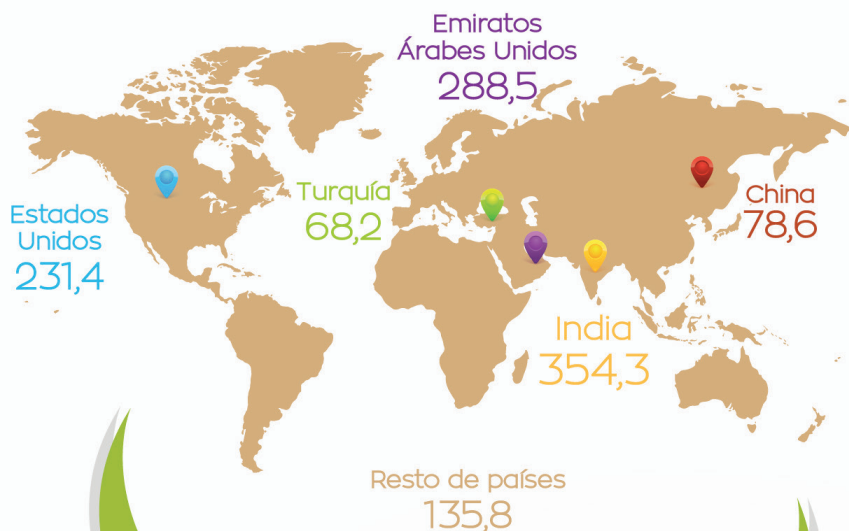 Emiratos
Árabes Unidos
288,5
Estados
Unidos
231,4
Turquía
68,2
China
78,6
India
354,3
Resto de países
135,8